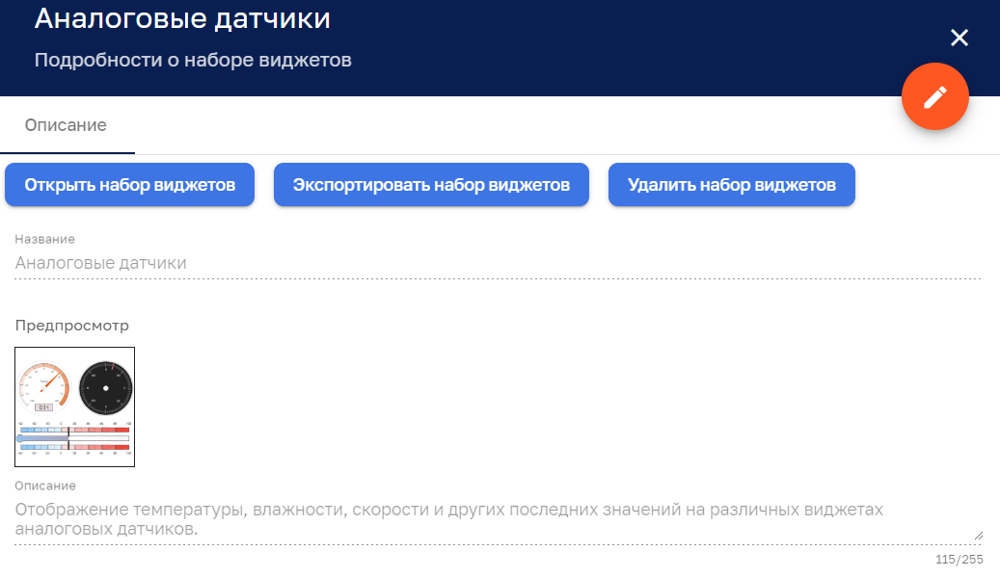 Аналоговые датчики
Подробности о наборе виджетов
Описание
Открыть набор виджетов
Экспортировать набор виджетов
Удалить набор виджетов
Название
Аналоговые датчики
Предпросмотр
Описание
Отображение температуры, влажности, скорости и других последних значений на различных виджетах
аналоговых датчиков.
115/255